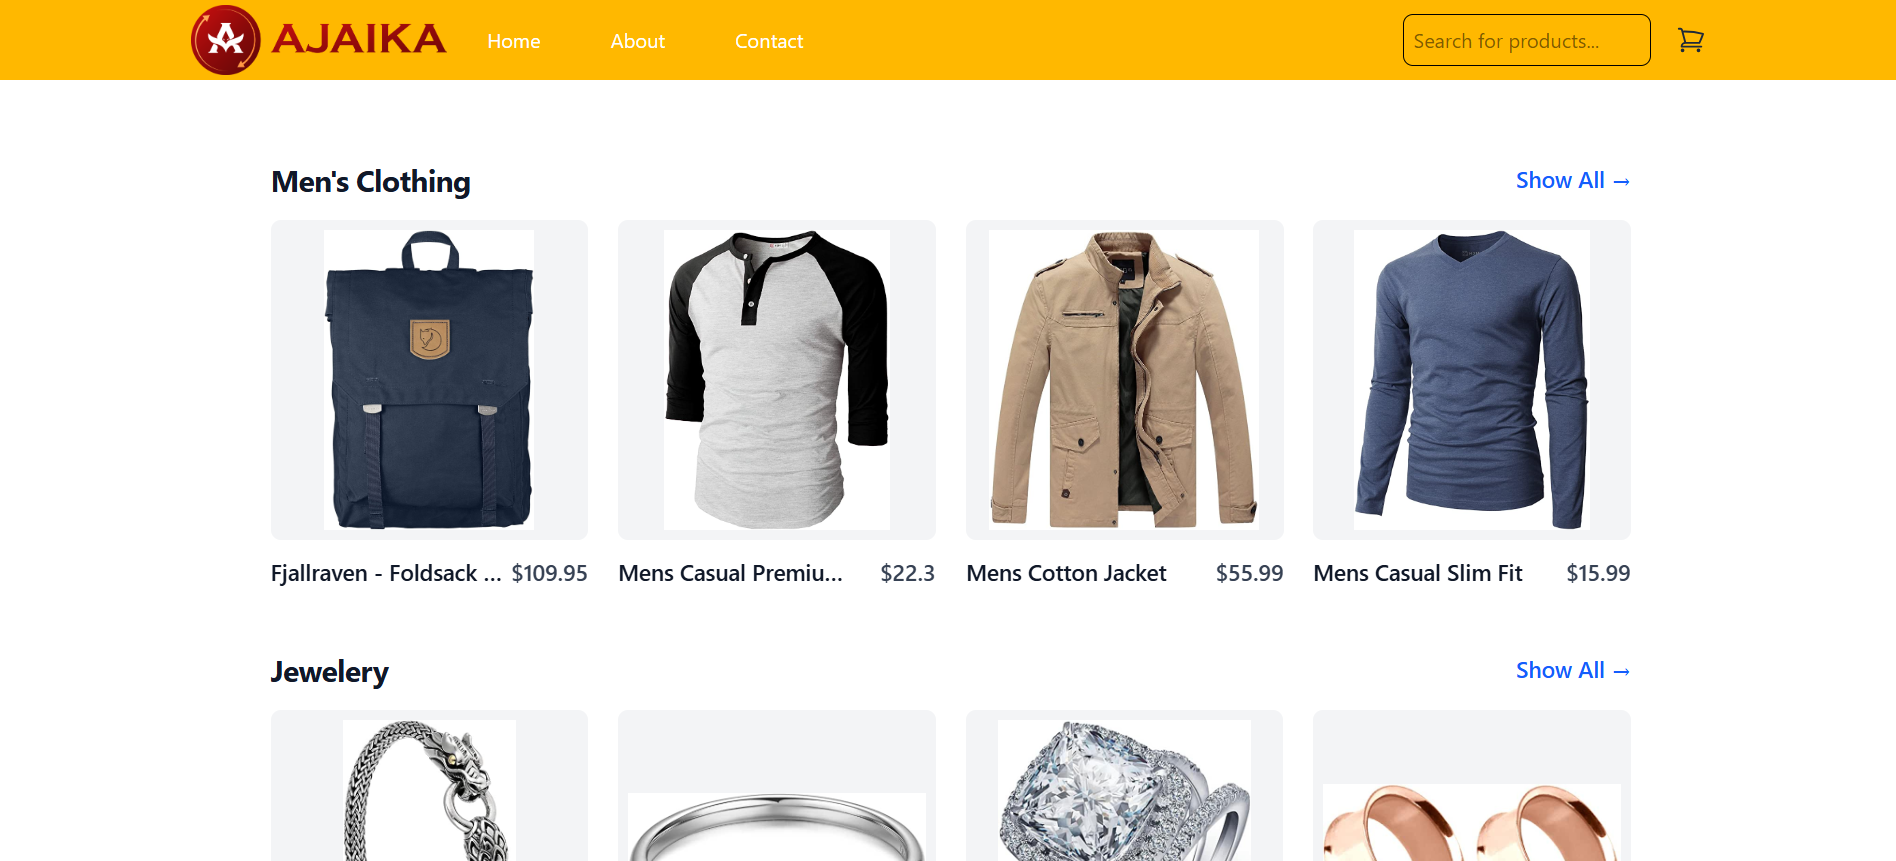 AJAIKA
Home About Contact
Search for products...
Men's Clothing
Show All →
Fjallraven - Foldsack ... $109.95
Mens Casual Premiu... $22.3
Mens Cotton Jacket $55.99
Mens Casual Slim Fit $15.99
Jewelery
Show All →